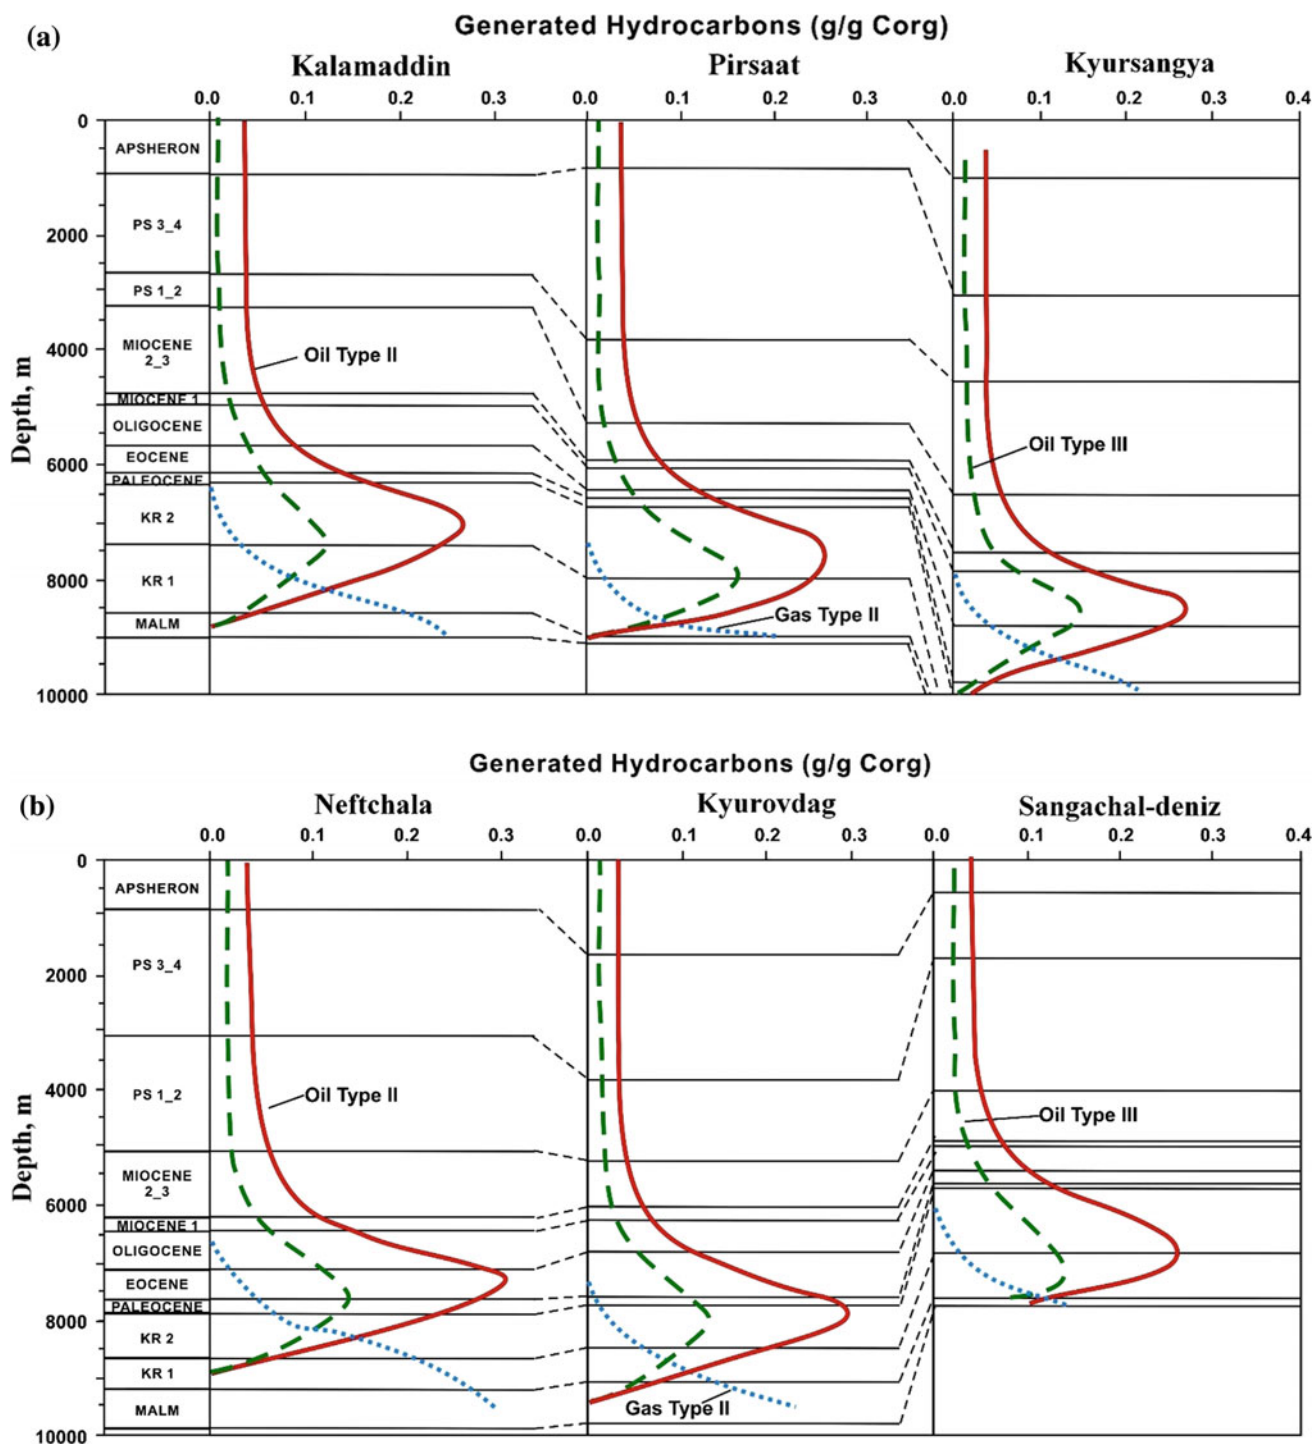 (a)
Generated Hydrocarbons (g/g Corg)
Kalamaddin Pirsaat Kyursangya
0.0 0.1 0.2 0.3 0.0 0.1 0.2 0.3 0.0 0.1 0.2 0.3 0.4
Depth, m
0
2000
4000
6000
8000
10000
APSHERON
PS 3_4
PS 1_2
MIOCENE
2_3
MIOCENE 1
OLIGOCENE
EOCENE
PALEOCENE
KR 2
KR 1
MALM
Oil Type II
Gas Type II
Oil Type III
Generated Hydrocarbons (g/g Corg)
(b)
Neftchala Kyurovdag Sangachal-deniz
0.0 0.1 0.2 0.3 0.0 0.1 0.2 0.3 0.0 0.1 0.2 0.3 0.4
Depth, m
0
2000
4000
6000
8000
10000
APSHERON
PS 3_4
PS 1_2
MIOCENE
2_3
MIOCENE 1
OLIGOCENE
EOCENE
PALEOCENE
KR 2
KR 1
MALM
Oil Type II
Gas Type II
Oil Type III